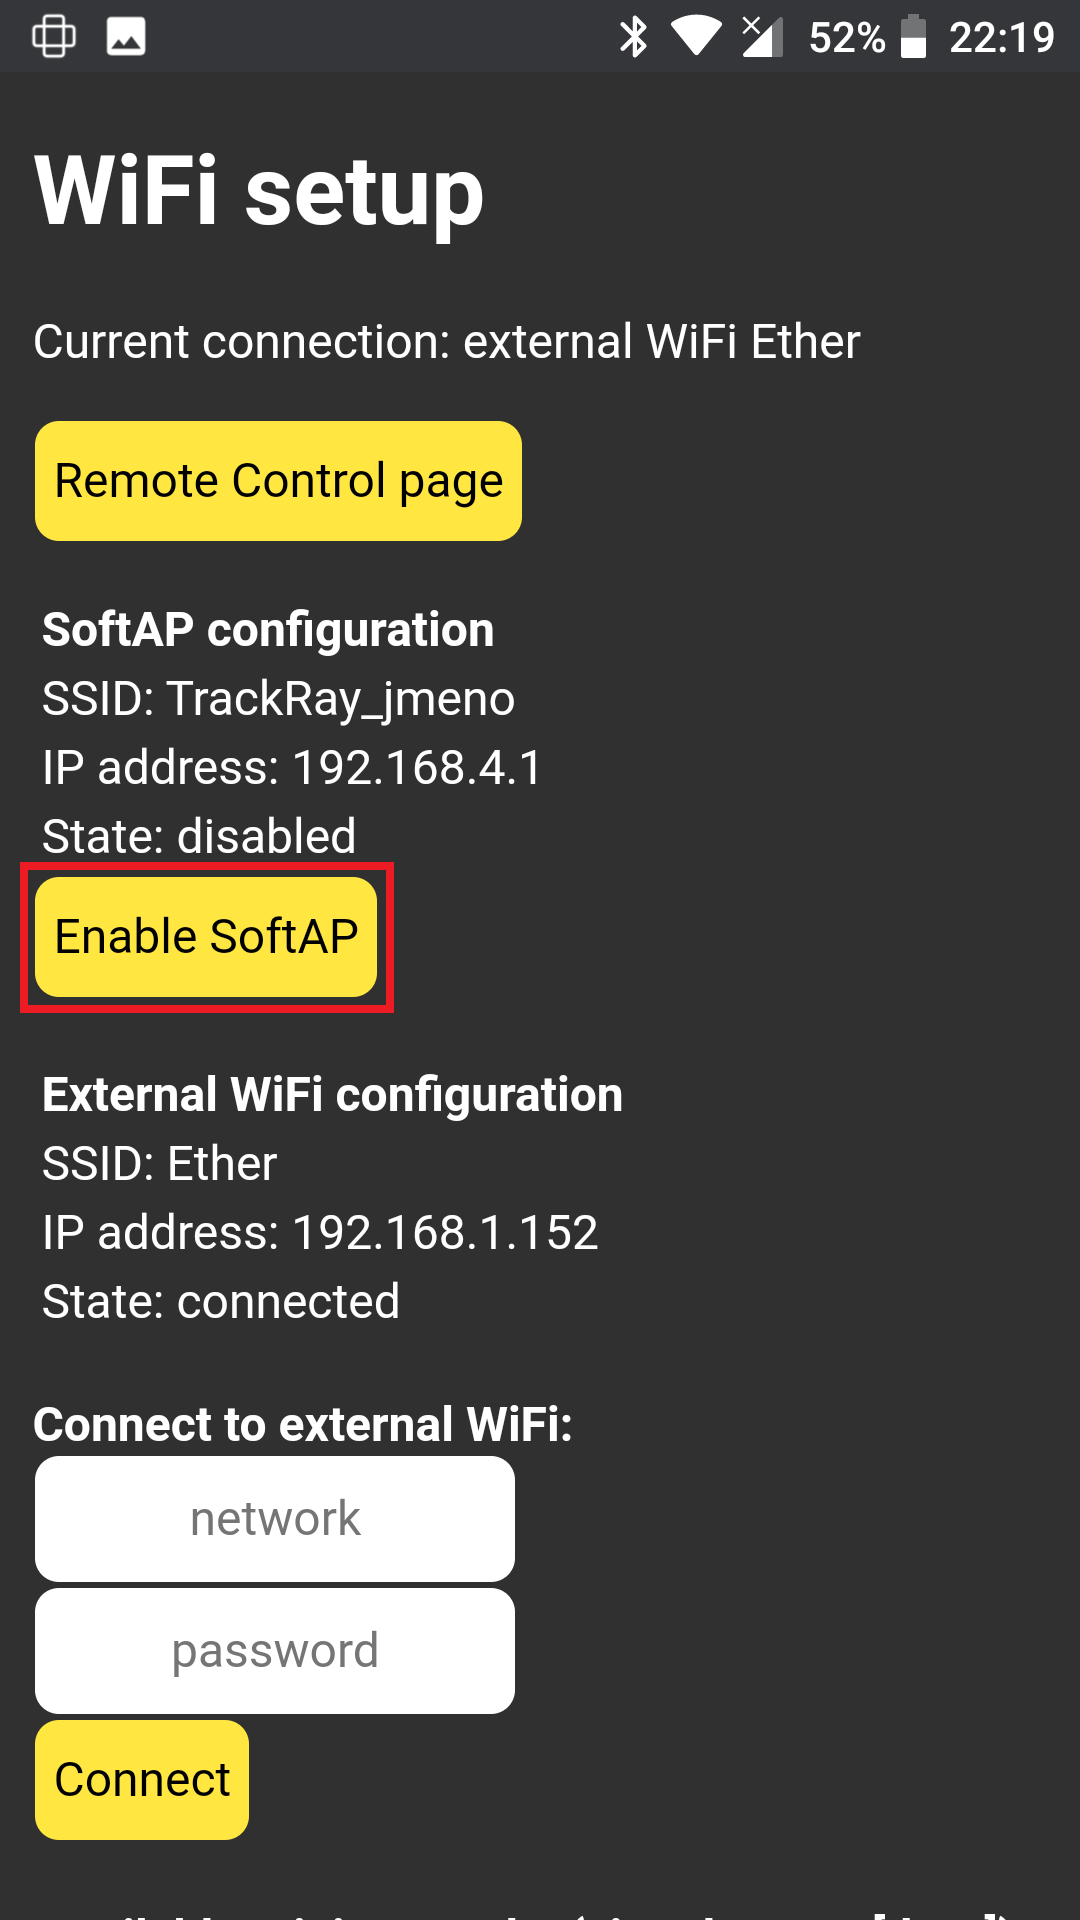 52% 22:19
WiFi setup
Current connection: external WiFi Ether
Remote Control page
SoftAP configuration
SSID: TrackRay_jmeno
IP address: 192.168.4.1
State: disabled
Enable SoftAP
External WiFi configuration
SSID: Ether
IP address: 192.168.1.152
State: connected
Connect to external WiFi:
network
password
Connect